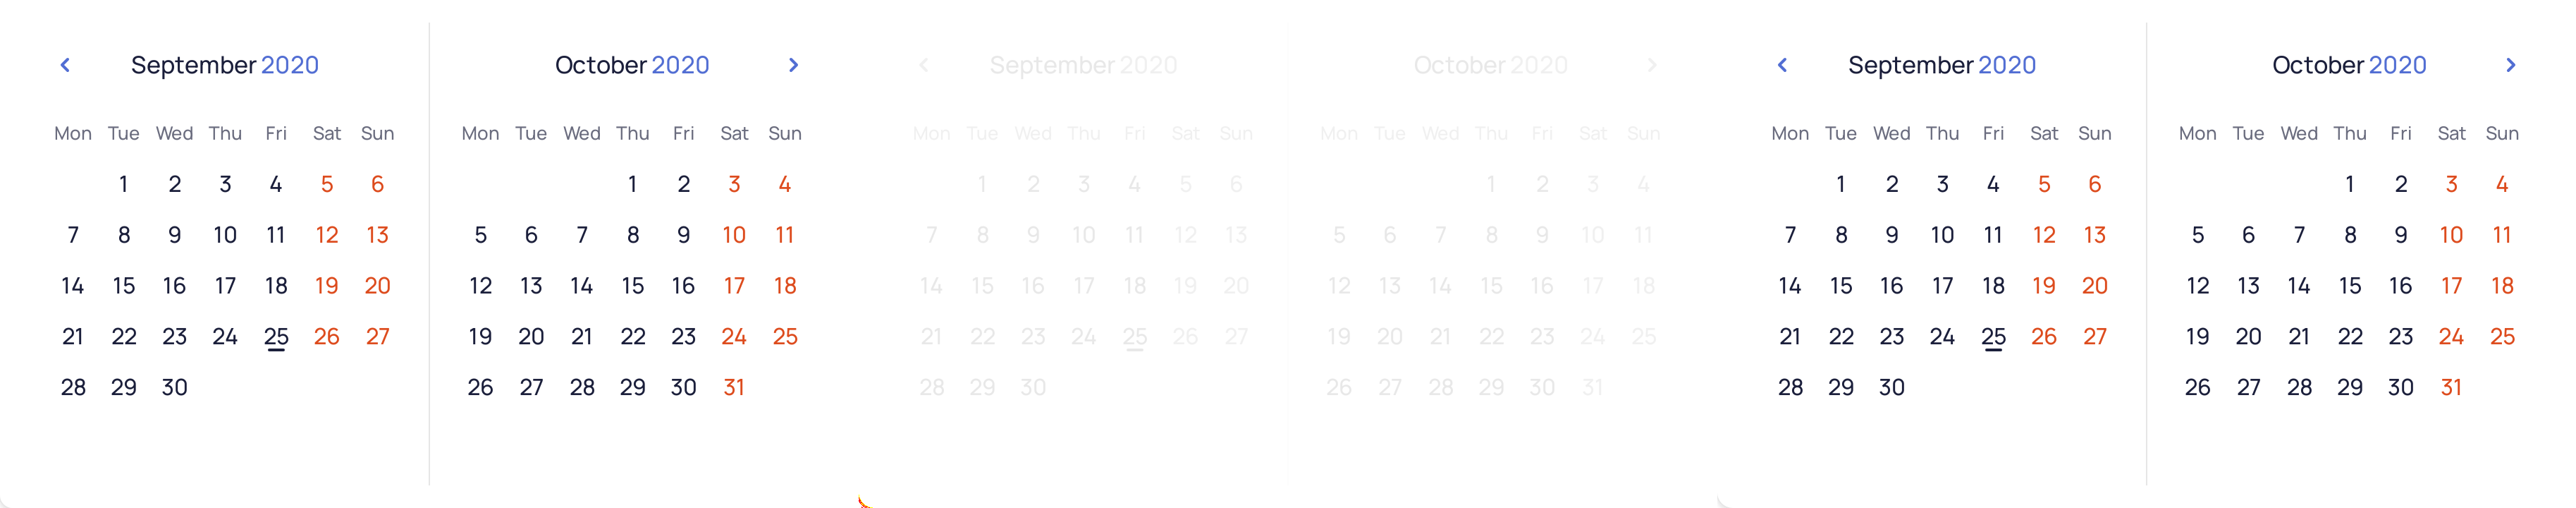 September 2020 October 2020 September 2020 October 2020 September 2020 October 2020
Mon Tue Wed Thu Fri Sat Sun Mon Tue Wed Thu Fri Sat Sun Mon Tue Wed Thu Fri Sat Sun Mon Tue Wed Thu Fri Sat Sun Mon Tue Wed Thu Fri Sat Sun Mon Tue Wed Thu Fri Sat Sun
1 2 3 4 5 6 1 2 3 4 1 2 3 4 5 6 1 2 3 4 1 2 3 4 5 6 1 2 3 4
7 8 9 10 11 12 13 5 6 7 8 9 10 11 7 8 9 10 11 12 13 5 6 7 8 9 10 11 7 8 9 10 11 12 13 5 6 7 8 9 10 11
14 15 16 17 18 19 20 12 13 14 15 16 17 18 14 15 16 17 18 19 20 12 13 14 15 16 17 18 14 15 16 17 18 19 20 12 13 14 15 16 17 18
21 22 23 24 25 26 27 19 20 21 22 23 24 25 21 22 23 24 25 26 27 19 20 21 22 23 24 25 21 22 23 24 25 26 27 19 20 21 22 23 24 25
28 29 30 26 27 28 29 30 31 28 29 30 26 27 28 29 30 31 28 29 30 26 27 28 29 30 31